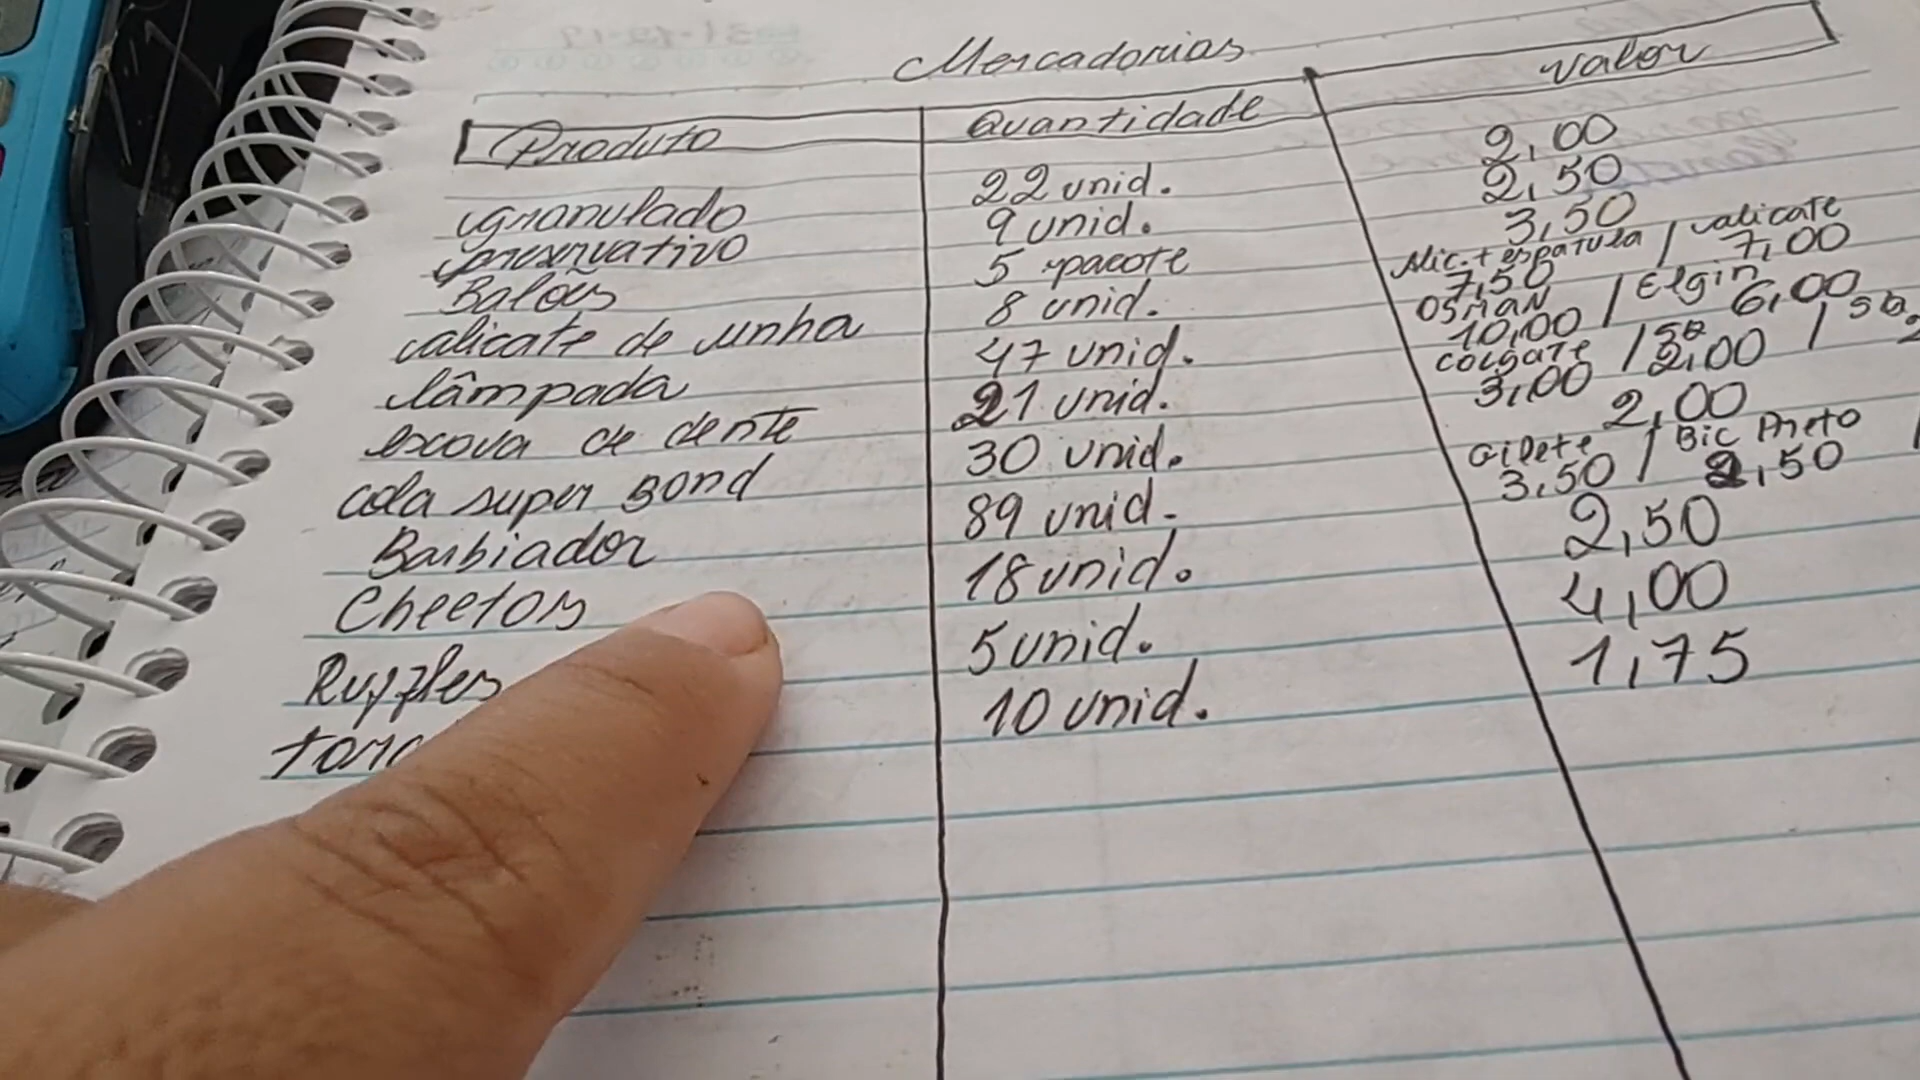 Mercadorias
Produto Quantidade Valor
granulado 22 unid. 2,00
preservativo 9 unid. 2,50
Balões 5 pacote 3,50
alicate de unha 8 unid. Alic. + espatula / alicate
7,50 7,00
lâmpada 47 unid. OSMAN / Elgin
10,00 6,00
escova de dente 21 unid. COLGATE /
3,00 2,00
cola super Bond 30 unid. 2,00
Barbiador 89 unid. Gilete / Bic Preto
3,50 2,50
Cheetos 18 unid. 2,50
Ruffles 5 unid. 4,00
10 unid. 1,75